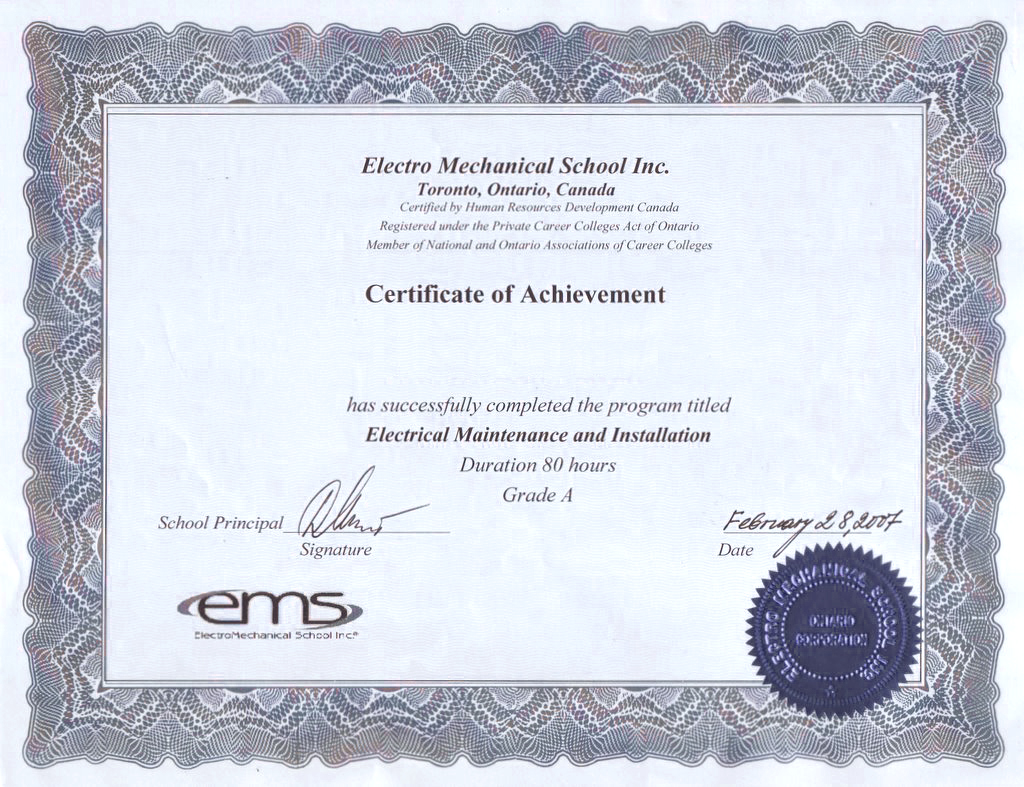 Electro Mechanical School Inc.
Toronto, Ontario, Canada
Certified by Human Resources Development Canada
Registered under the Private Career Colleges Act of Ontario
Member of National and Ontario Associations of Career Colleges
Certificate of Achievement
has successfully completed the program titled
Electrical Maintenance and Installation
Duration 80 hours
Grade A
School Principal
Signature
February 28, 2007
Date
ems
ElectroMechanical School Inc.®
ELECTRO MECHANICAL SCHOOL INC.
ONTARIO
CORPORATION